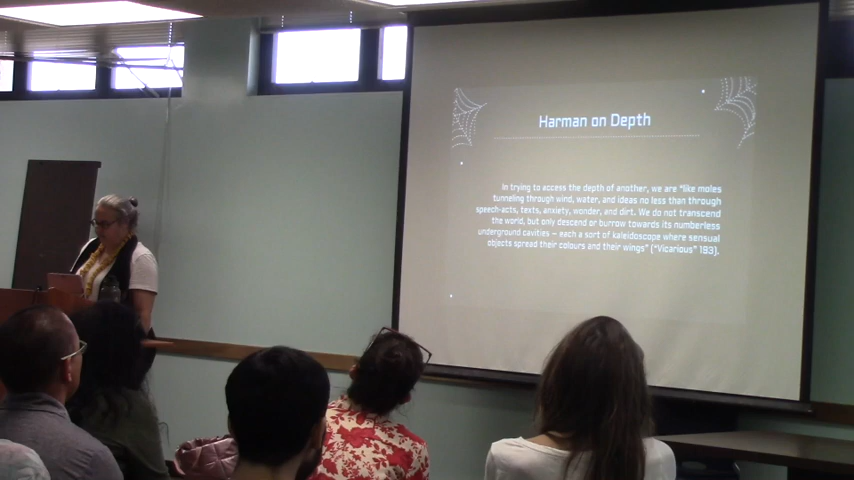 Harman on Depth
In trying to access the depth of another, we are "like moles
tunneling through wind, water, and ideas no less than through
speech-acts, texts, anxiety, wonder, and dirt. We do not transcend
the world, but only descend or burrow towards its numberless
underground cavities – each a sort of kaleidoscope where sensual
objects spread their colours and their wings" ("Vicarious" 193).